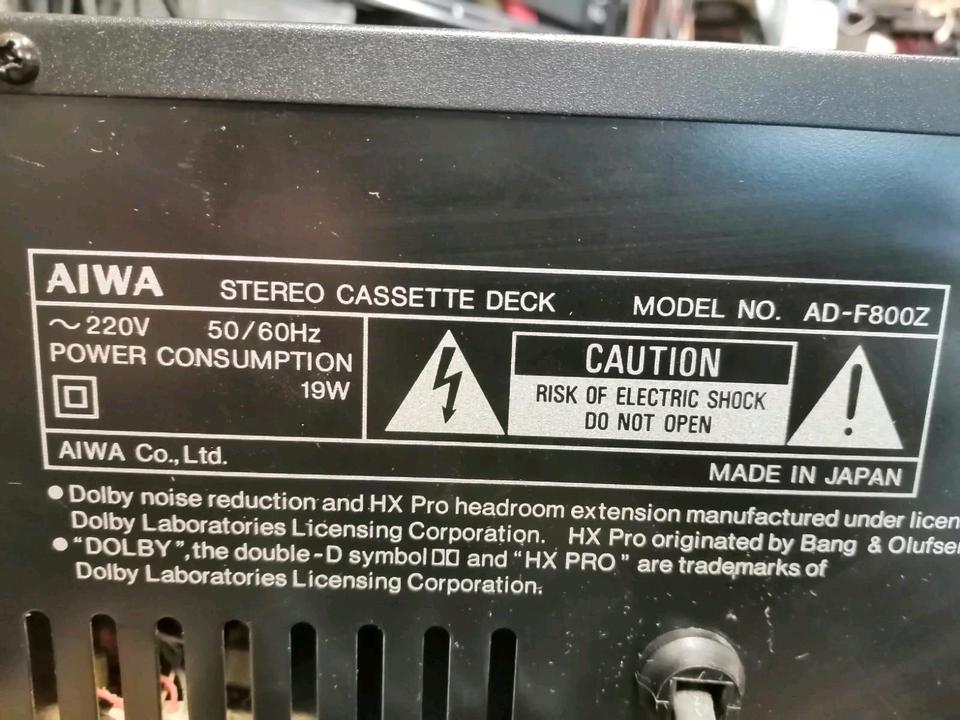 AIWA STEREO CASSETTE DECK MODEL NO. AD-F800Z
~220V 50/60Hz
POWER CONSUMPTION
19W
CAUTION
RISK OF ELECTRIC SHOCK
DO NOT OPEN
AIWA Co., Ltd.
MADE IN JAPAN
● Dolby noise reduction and HX Pro headroom extension manufactured under licen
Dolby Laboratories Licensing Corporation. HX Pro originated by Bang & Olufse
● "DOLBY", the double-D symbol and "HX PRO" are trademarks of
Dolby Laboratories Licensing Corporation.